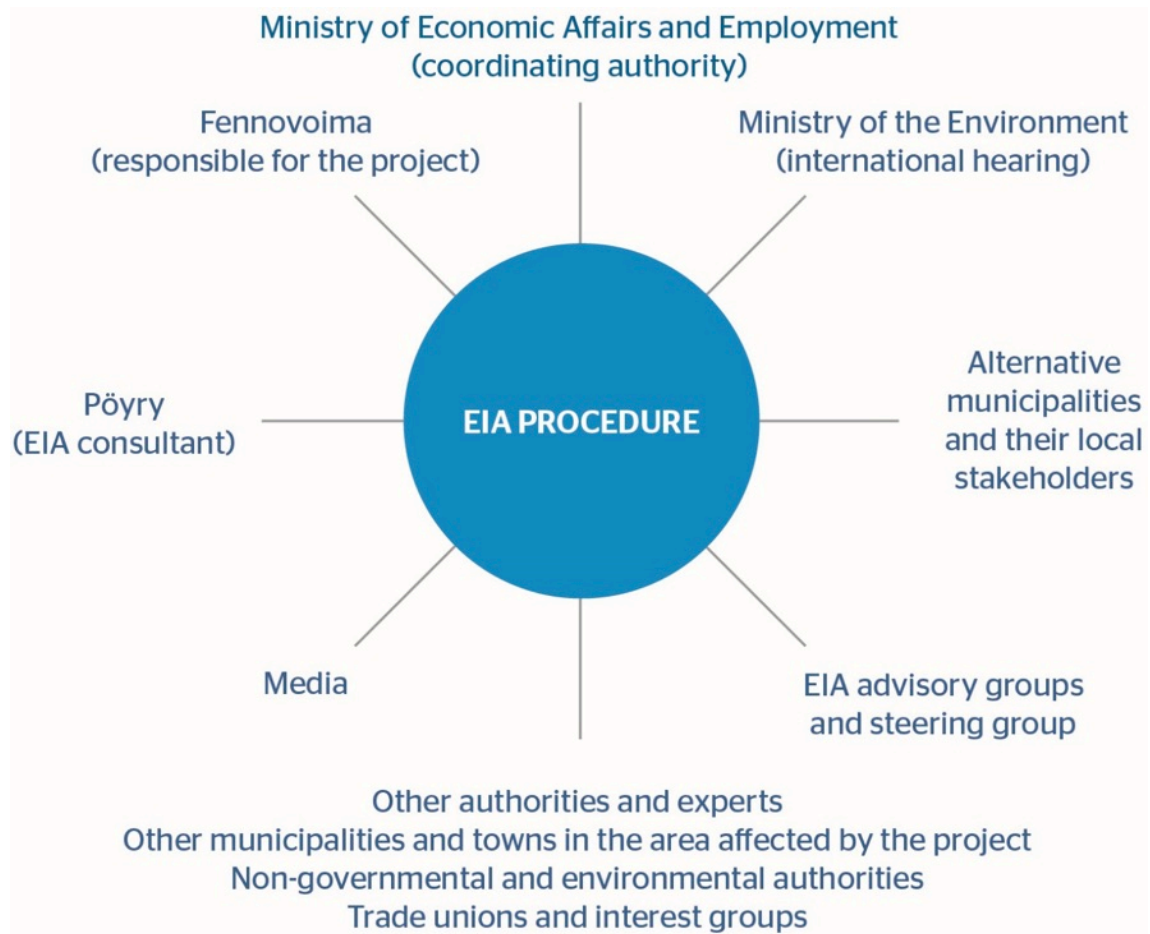 Ministry of Economic Affairs and Employment
(coordinating authority)
Fennovoima
(responsible for the project)
Ministry of the Environment
(international hearing)
Pöyry
(EIA consultant)
EIA PROCEDURE
Alternative
municipalities
and their local
stakeholders
Media
EIA advisory groups
and steering group
Other authorities and experts
Other municipalities and towns in the area affected by the project
Non-governmental and environmental authorities
Trade unions and interest groups